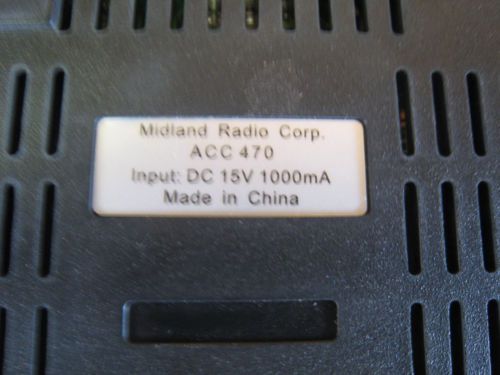 Midland Radio Corp.
ACC 470
Input: DC 15V 1000mA
Made in China